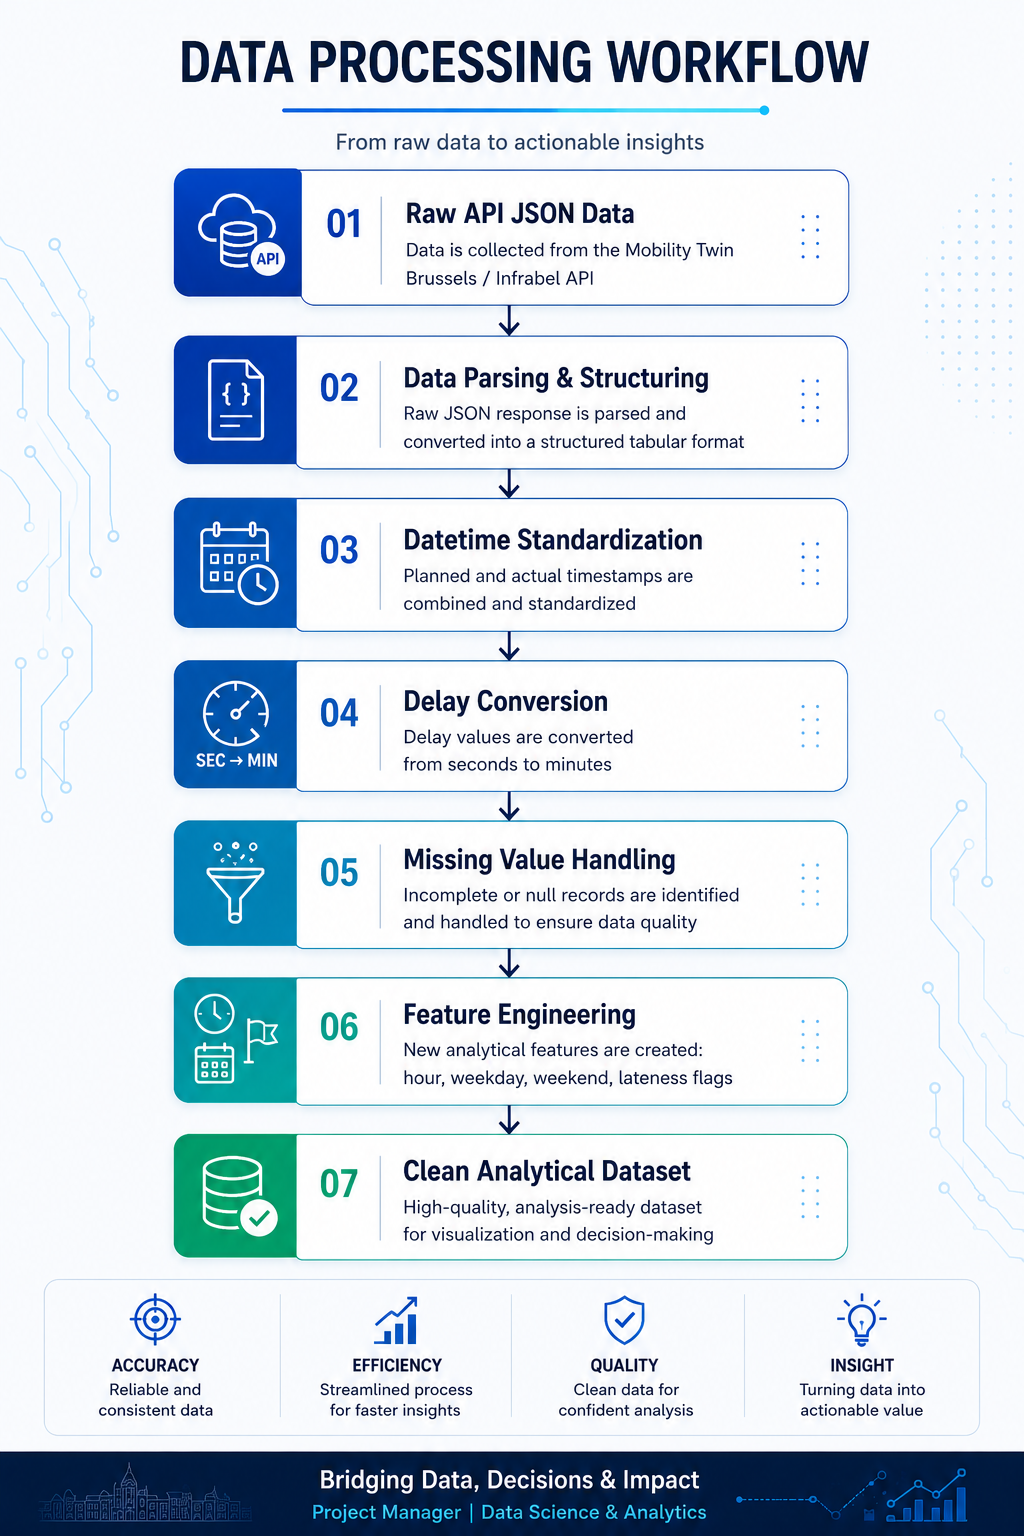 DATA PROCESSING WORKFLOW
From raw data to actionable insights
API
01
Raw API JSON Data
Data is collected from the Mobility Twin
Brussels / Infrabel API
{ }
02
Data Parsing & Structuring
Raw JSON response is parsed and
converted into a structured tabular format
03
Datetime Standardization
Planned and actual timestamps are
combined and standardized
SEC → MIN
04
Delay Conversion
Delay values are converted
from seconds to minutes
05
Missing Value Handling
Incomplete or null records are identified
and handled to ensure data quality
06
Feature Engineering
New analytical features are created:
hour, weekday, weekend, lateness flags
07
Clean Analytical Dataset
High-quality, analysis-ready dataset
for visualization and decision-making
ACCURACY
Reliable and
consistent data
EFFICIENCY
Streamlined process
for faster insights
QUALITY
Clean data for
confident analysis
INSIGHT
Turning data into
actionable value
Bridging Data, Decisions & Impact
Project Manager | Data Science & Analytics